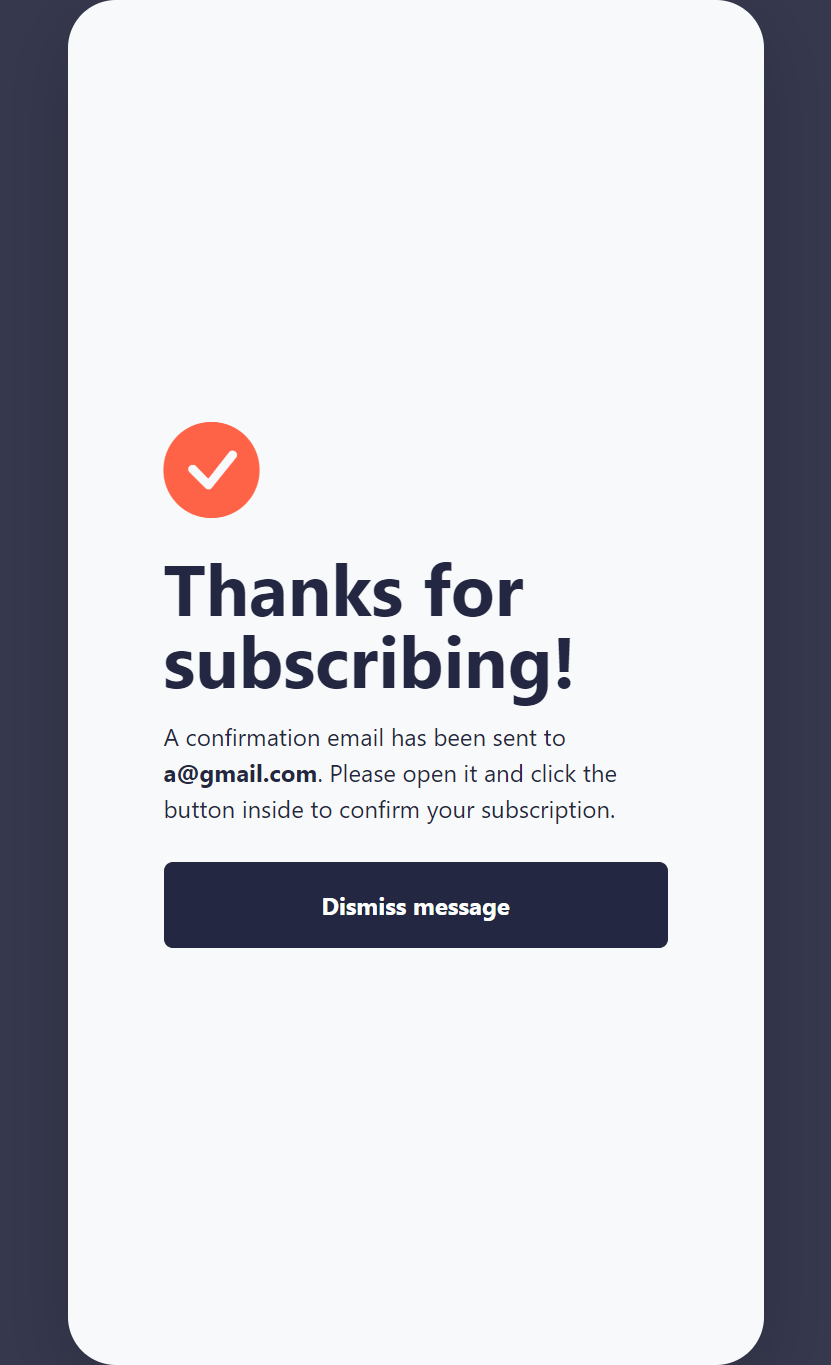 Thanks for
subscribing!
A confirmation email has been sent to
a@gmail.com. Please open it and click the
button inside to confirm your subscription.
Dismiss message